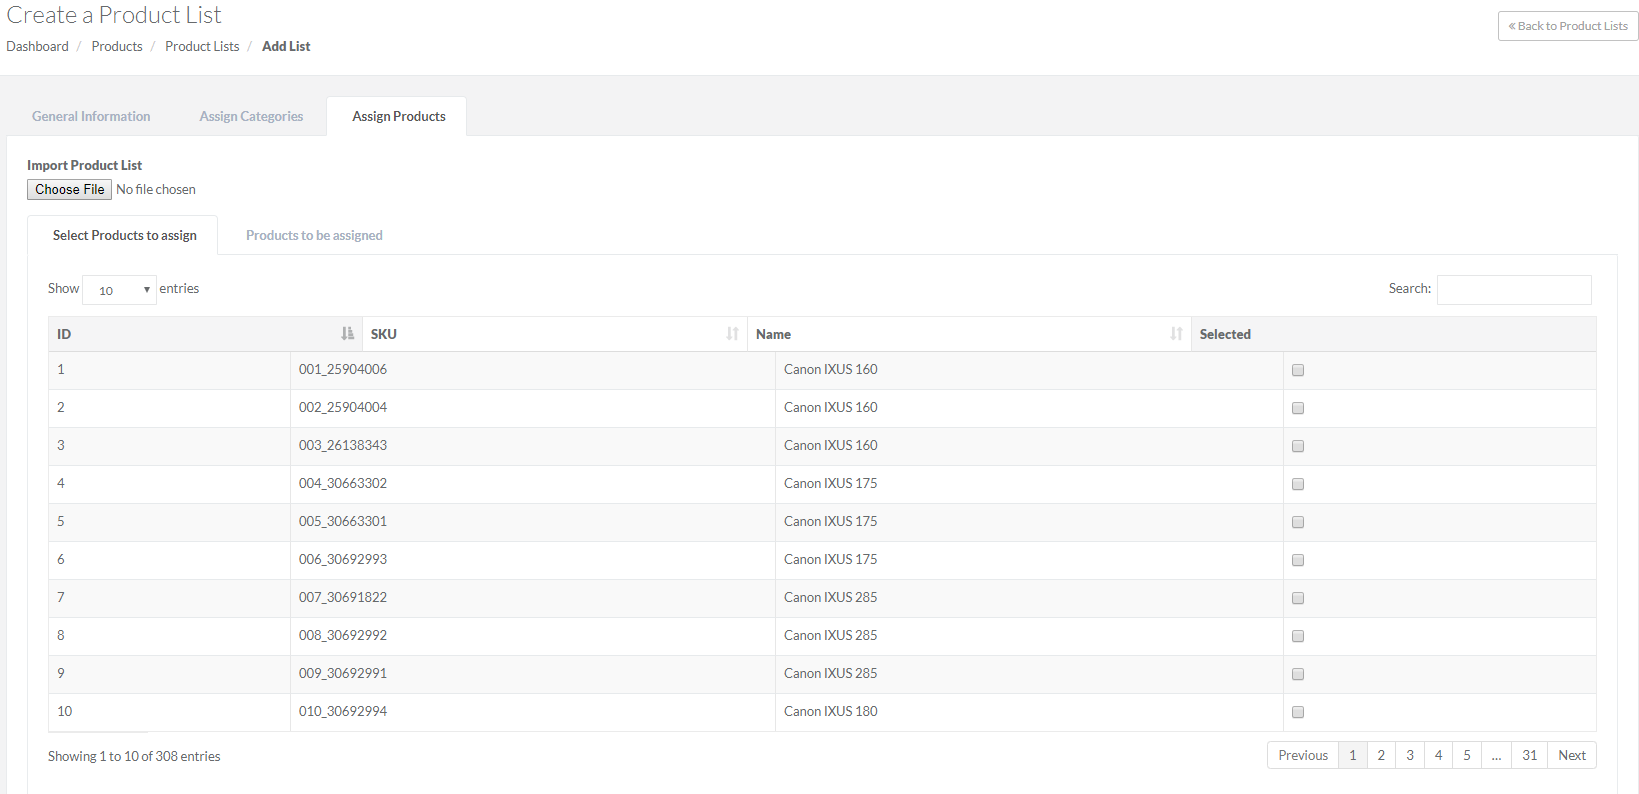 Create a Product List
Dashboard / Products / Product Lists / Add List
« Back to Product Lists
General Information Assign Categories Assign Products
Import Product List
Choose File No file chosen
Select Products to assign Products to be assigned
Show 10 entries Search:
ID SKU Name Selected
1 001_25904006 Canon IXUS 160
2 002_25904004 Canon IXUS 160
3 003_26138343 Canon IXUS 160
4 004_30663302 Canon IXUS 175
5 005_30663301 Canon IXUS 175
6 006_30692993 Canon IXUS 175
7 007_30691822 Canon IXUS 285
8 008_30692992 Canon IXUS 285
9 009_30692991 Canon IXUS 285
10 010_30692994 Canon IXUS 180
Showing 1 to 10 of 308 entries Previous 1 2 3 4 5 ... 31 Next